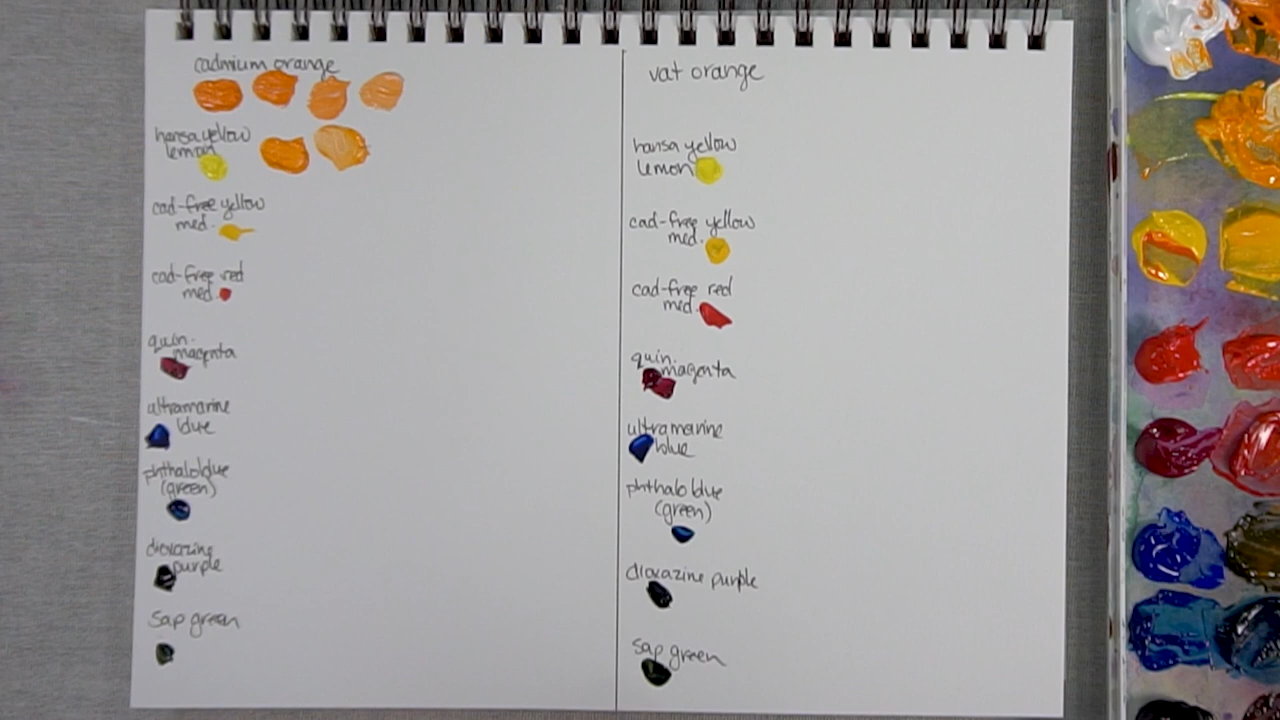 cadmium orange
hansa yellow
lemon
cad-free yellow
med.
cad-free red
med.
quin.
magenta
ultramarine
blue
phthalo blue
(green)
dioxazine
purple
sap green
vat orange
hansa yellow
lemon
cad-free yellow
med.
cad-free red
med.
quin.
magenta
ultramarine
blue
phthalo blue
(green)
dioxazine purple
sap green